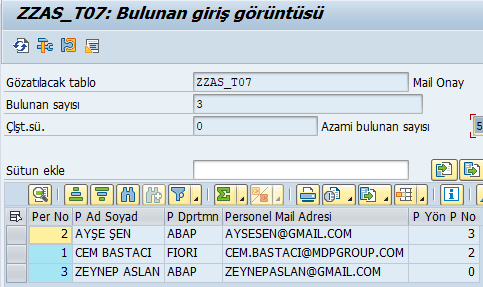 ZZAS_T07: Bulunan giriş görüntüsü
Gözatılacak tablo ZZAS_T07 Mail Onay
Bulunan sayısı 3
Çlşt.sü. 0 Azami bulunan sayısı 5
Sütun ekle
Per No P Ad Soyad P Dprtmn Personel Mail Adresi P Yön P No
2 AYŞE ŞEN ABAP AYSESEN@GMAIL.COM 3
1 CEM BASTACI FIORI CEM.BASTACI@MDPGROUP.COM 2
3 ZEYNEP ASLAN ABAP ZEYNEPASLAN@GMAIL.COM 0